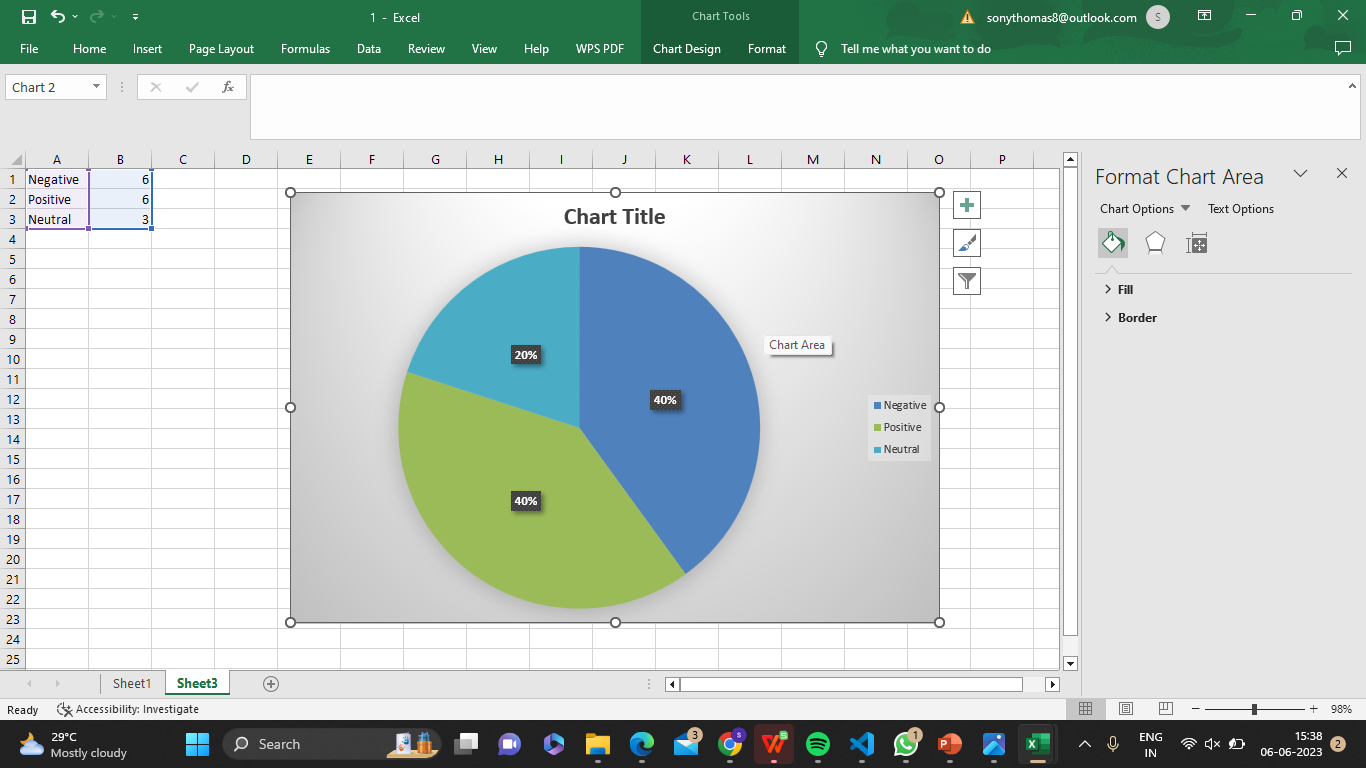 1 - Excel
Chart Tools
sonythomas8@outlook.com
S
File Home Insert Page Layout Formulas Data Review View Help WPS PDF Chart Design Format Tell me what you want to do
Chart 2
fx
A B C D E F G H I J K L M N O P
1 Negative 6
2 Positive 6
3 Neutral 3
4
5
6
7
8
9
10
11
12
13
14
15
16
17
18
19
20
21
22
23
24
25
Chart Title
20%
40%
40%
Chart Area
Negative
Positive
Neutral
Format Chart Area
Chart Options Text Options
Fill
Border
Sheet1 Sheet3
Ready Accessibility: Investigate 98%
29°C
Mostly cloudy
Search
3
S
W
1
P
X
ENG
IN
15:38
06-06-2023
2